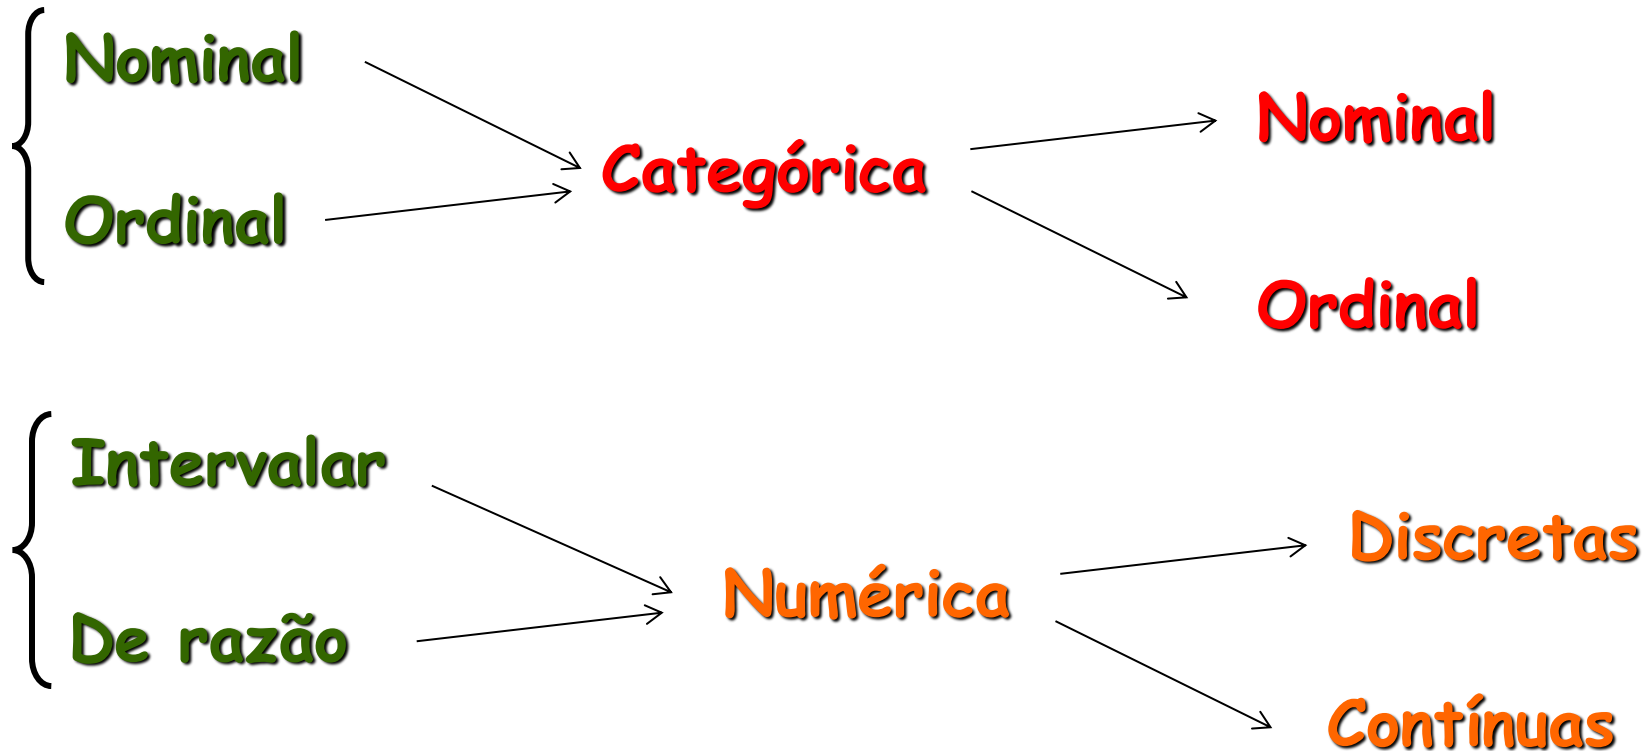 Nominal
Ordinal
Categórica
Nominal
Ordinal
Intervalar
De razão
Numérica
Discretas
Contínuas